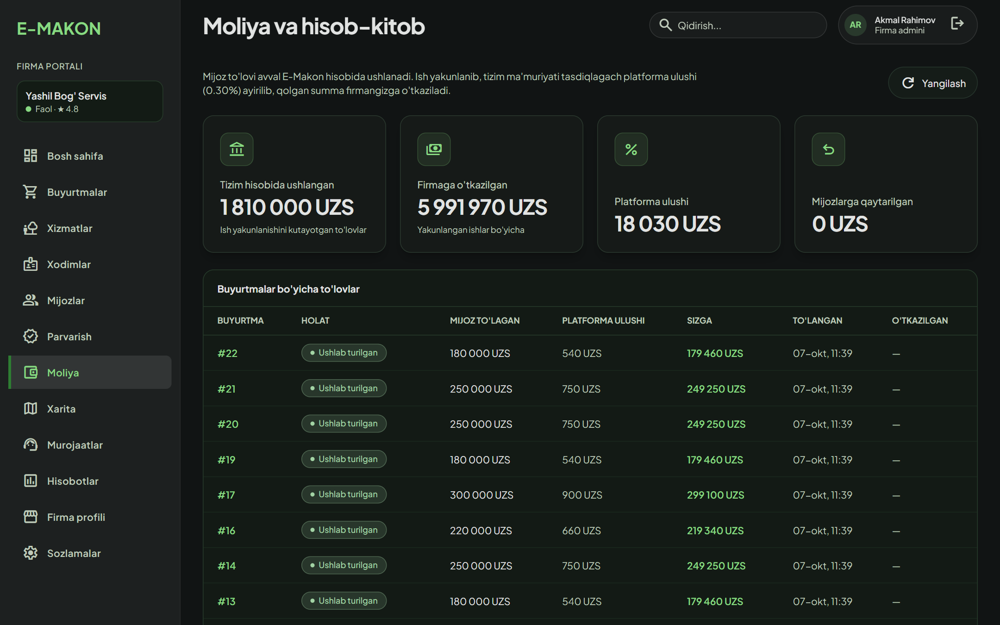 E-MAKON
FIRMA PORTALI
Yashil Bog' Servis
Faol · ★ 4.8
Bosh sahifa
Buyurtmalar
Xizmatlar
Xodimlar
Mijozlar
Parvarish
Moliya
Xarita
Murojaatlar
Hisobotlar
Firma profili
Sozlamalar
Moliya va hisob-kitob
Qidirish...
AR
Akmal Rahimov
Firma admini
Mijoz to'lovi avval E-Makon hisobida ushlanadi. Ish yakunlanib, tizim ma'muriyati tasdiqlagach platforma ulushi
(0.30%) ayirilib, qolgan summa firmangizga o'tkaziladi.
Yangilash
Tizim hisobida ushlangan
1 810 000 UZS
Ish yakunlanishini kutayotgan to'lovlar
Firmaga o'tkazilgan
5 991 970 UZS
Yakunlangan ishlar bo'yicha
Platforma ulushi
18 030 UZS
Mijozlarga qaytarilgan
0 UZS
Buyurtmalar bo'yicha to'lovlar
BUYURTMA HOLAT MIJOZ TO'LAGAN PLATFORMA ULUSHI SIZGA TO'LANGAN O'TKAZILGAN
#22 Ushlab turilgan 180 000 UZS 540 UZS 179 460 UZS 07-okt, 11:39 —
#21 Ushlab turilgan 250 000 UZS 750 UZS 249 250 UZS 07-okt, 11:39 —
#20 Ushlab turilgan 250 000 UZS 750 UZS 249 250 UZS 07-okt, 11:39 —
#19 Ushlab turilgan 180 000 UZS 540 UZS 179 460 UZS 07-okt, 11:39 —
#17 Ushlab turilgan 300 000 UZS 900 UZS 299 100 UZS 07-okt, 11:39 —
#16 Ushlab turilgan 220 000 UZS 660 UZS 219 340 UZS 07-okt, 11:39 —
#14 Ushlab turilgan 250 000 UZS 750 UZS 249 250 UZS 07-okt, 11:39 —
#13 Ushlab turilgan 180 000 UZS 540 UZS 179 460 UZS 07-okt, 11:39 —